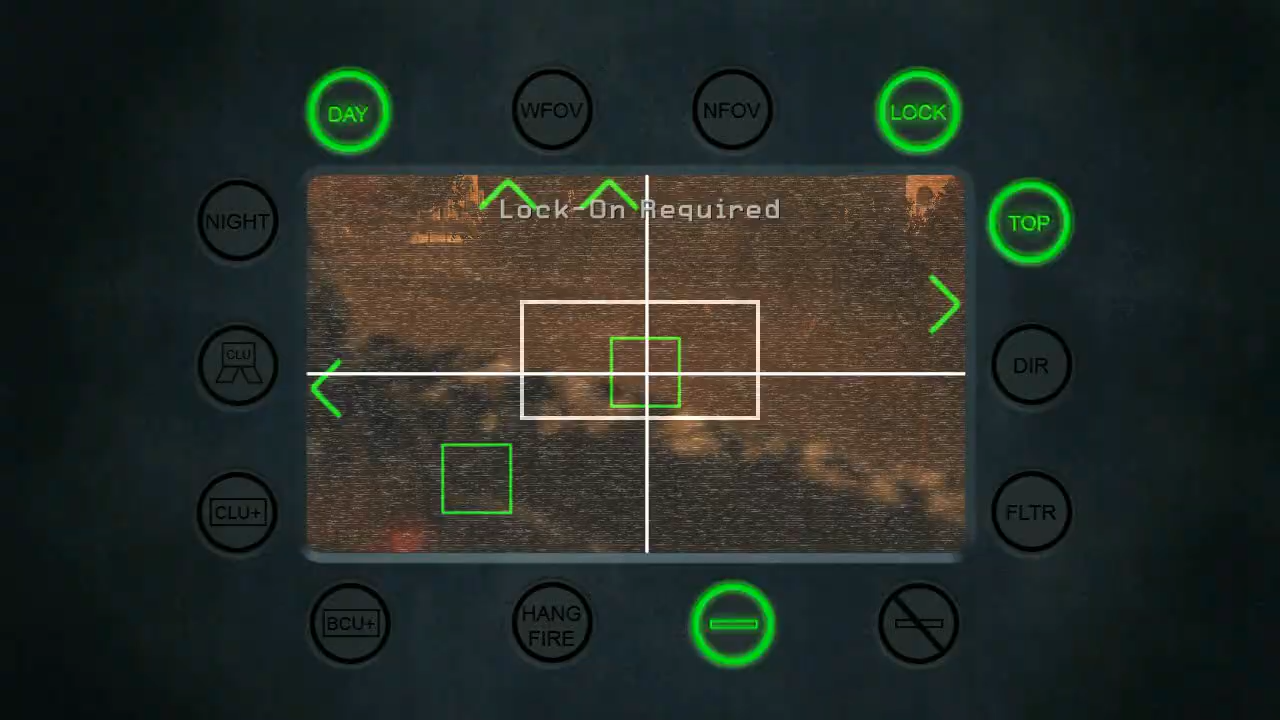 DAY
WFOV
NFOV
LOCK
NIGHT
Lock-On Required
TOP
CLU
DIR
CLU+
FLTR
BCU+
HANG
FIRE